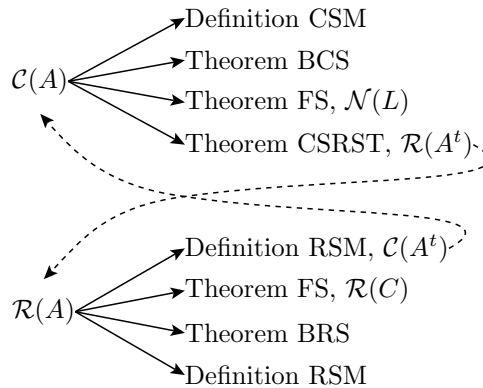 Definition CSM
Theorem BCS
𝒞(A)
Theorem FS, 𝒩(L)
Theorem CSRST, ℛ(Aᵗ)
Definition RSM, 𝒞(Aᵗ)
Theorem FS, ℛ(C)
ℛ(A)
Theorem BRS
Definition RSM